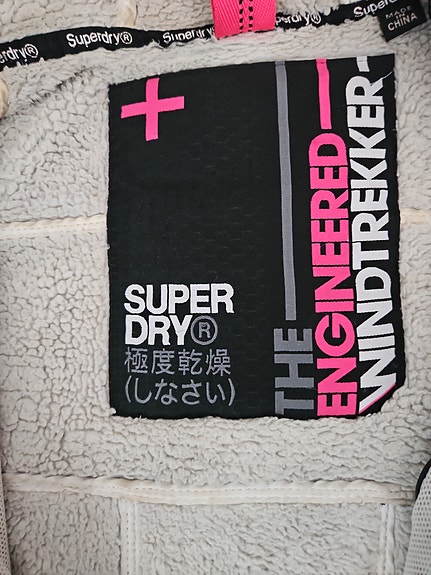 Superdry®
Superdry®
Superdry®
MADE IN
CHINA
SUPER
DRY®
極度乾燥
(しなさい)
THE
ENGINEERED
WINDTREKKER